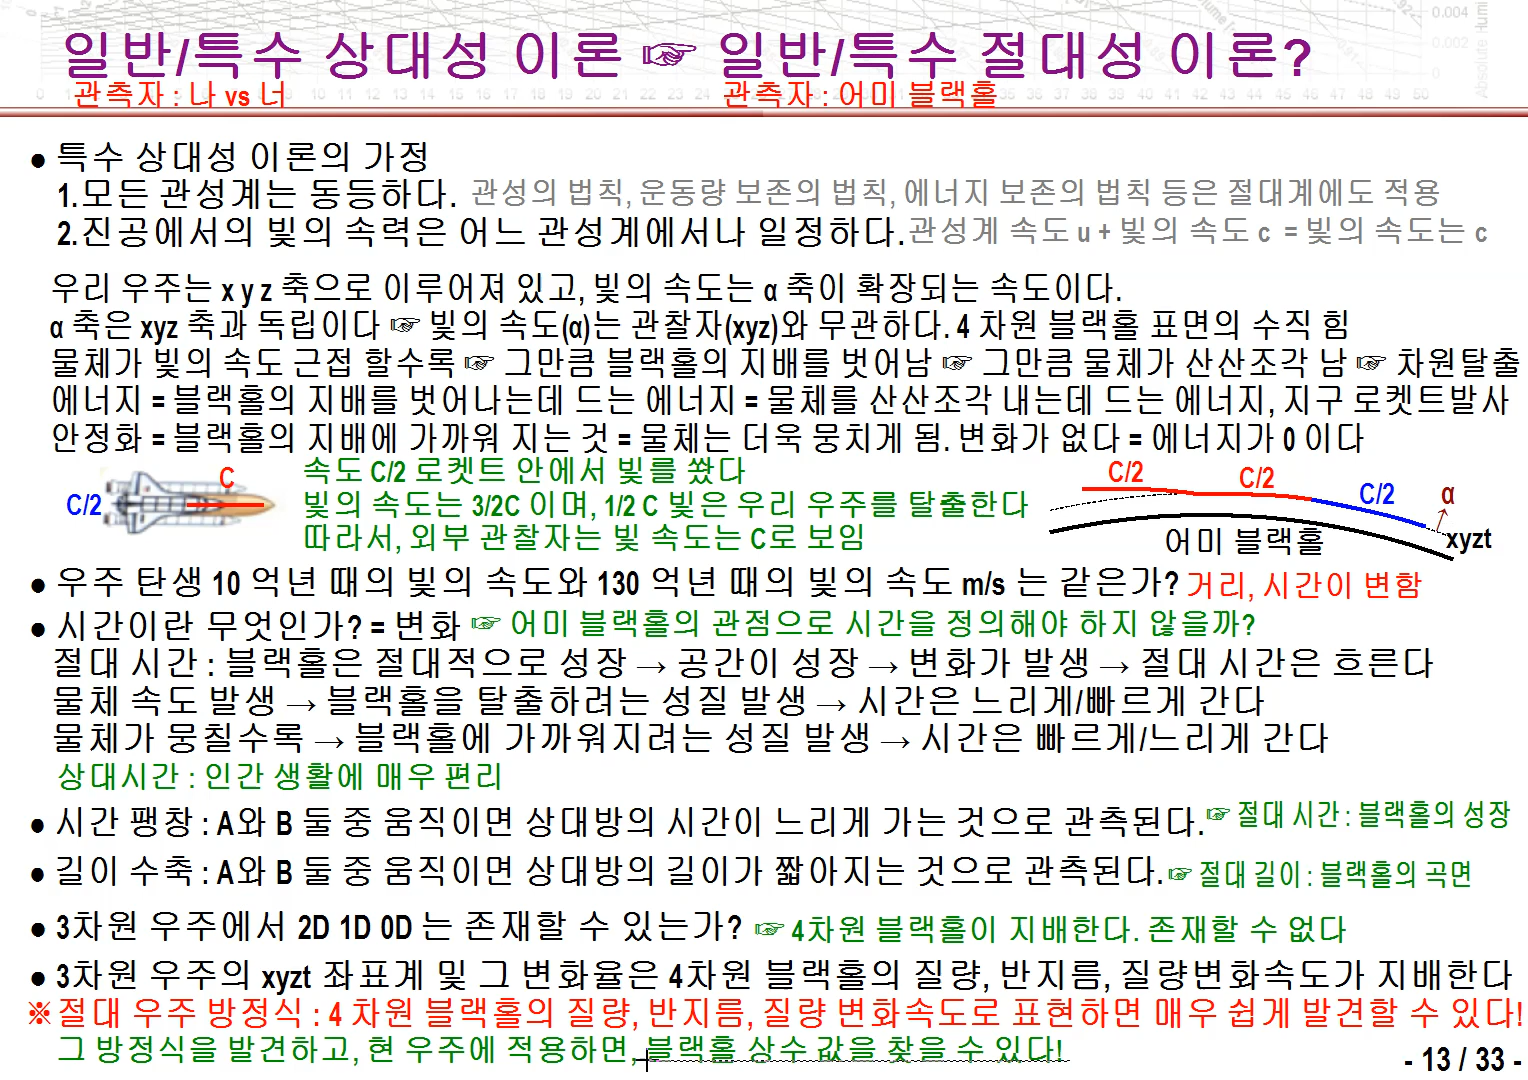 일반/특수 상대성 이론 ☞ 일반/특수 절대성 이론?
관측자 : 나 vs 너
관측자 : 어미 블랙홀
● 특수 상대성 이론의 가정
1.모든 관성계는 동등하다. 관성의 법칙, 운동량 보존의 법칙, 에너지 보존의 법칙 등은 절대계에도 적용
2.진공에서의 빛의 속력은 어느 관성계에서나 일정하다. 관성계 속도 u + 빛의 속도 c = 빛의 속도는 c
우리 우주는 x y z 축으로 이루어져 있고, 빛의 속도는 α 축이 확장되는 속도이다.
α 축은 xyz 축과 독립이다 ☞ 빛의 속도(α)는 관찰자(xyz)와 무관하다. 4 차원 블랙홀 표면의 수직 힘
물체가 빛의 속도 근접 할수록 ☞ 그만큼 블랙홀의 지배를 벗어남 ☞ 그만큼 물체가 산산조각 남 ☞ 차원탈출
에너지 = 블랙홀의 지배를 벗어나는데 드는 에너지 = 물체를 산산조각 내는데 드는 에너지, 지구 로켓트발사
안정화 = 블랙홀의 지배에 가까워 지는 것 = 물체는 더욱 뭉치게 됨. 변화가 없다 = 에너지가 0 이다
C/2
C
속도 C/2 로켓트 안에서 빛를 쐈다
빛의 속도는 3/2C 이며, 1/2 C 빛은 우리 우주를 탈출한다
따라서, 외부 관찰자는 빛 속도는 C로 보임
C/2
C/2
C/2
α
어미 블랙홀
xyzt
● 우주 탄생 10 억년 때의 빛의 속도와 130 억년 때의 빛의 속도 m/s 는 같은가? 거리, 시간이 변함
● 시간이란 무엇인가? = 변화 ☞ 어미 블랙홀의 관점으로 시간을 정의해야 하지 않을까?
절대 시간 : 블랙홀은 절대적으로 성장 → 공간이 성장 → 변화가 발생 → 절대 시간은 흐른다
물체 속도 발생 → 블랙홀을 탈출하려는 성질 발생 → 시간은 느리게/빠르게 간다
물체가 뭉칠수록 → 블랙홀에 가까워지려는 성질 발생 → 시간은 빠르게/느리게 간다
상대시간 : 인간 생활에 매우 편리
● 시간 팽창 : A와 B 둘 중 움직이면 상대방의 시간이 느리게 가는 것으로 관측된다. ☞ 절대 시간 : 블랙홀의 성장
● 길이 수축 : A와 B 둘 중 움직이면 상대방의 길이가 짧아지는 것으로 관측된다. ☞ 절대 길이 : 블랙홀의 곡면
● 3차원 우주에서 2D 1D 0D 는 존재할 수 있는가? ☞ 4차원 블랙홀이 지배한다. 존재할 수 없다
● 3차원 우주의 xyzt 좌표계 및 그 변화율은 4차원 블랙홀의 질량, 반지름, 질량변화속도가 지배한다
※절대 우주 방정식 : 4 차원 블랙홀의 질량, 반지름, 질량 변화속도로 표현하면 매우 쉽게 발견할 수 있다!
그 방정식을 발견하고, 현 우주에 적용하면, 블랙홀 상수 값을 찾을 수 있다!
- 13 / 33 -